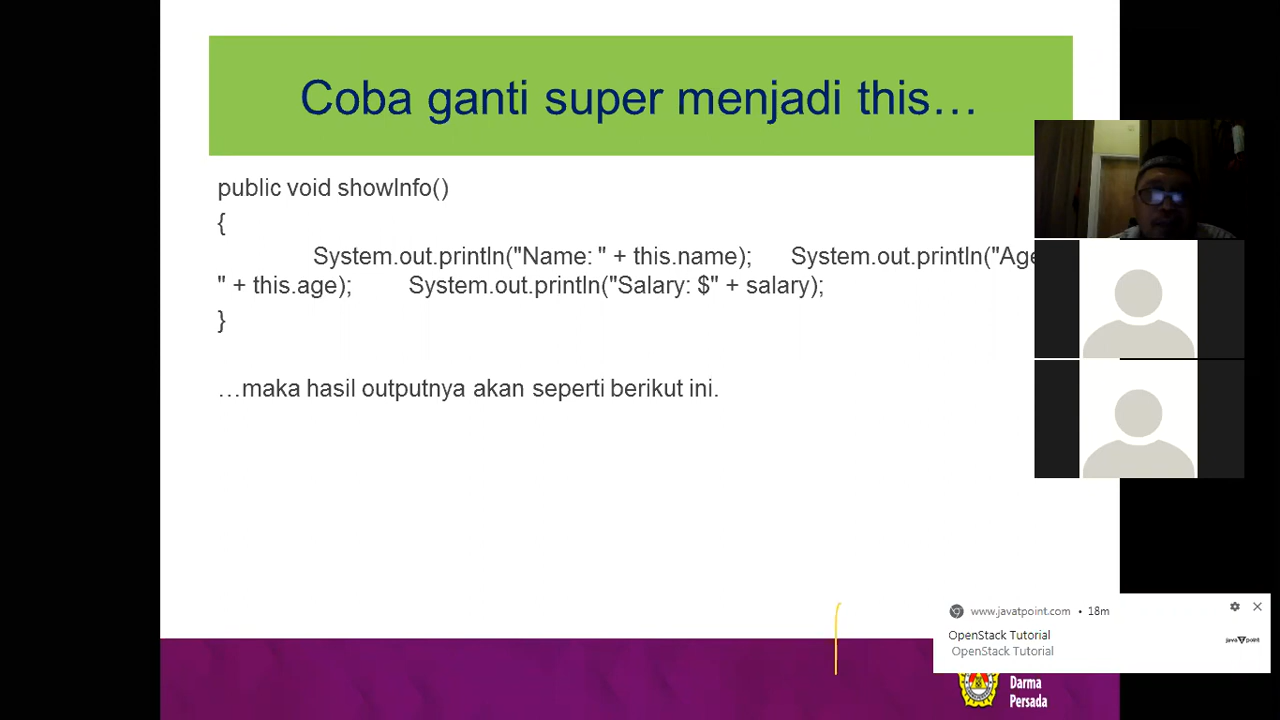 Coba ganti super menjadi this…
public void showInfo()
{
System.out.println("Name: " + this.name); System.out.println("Age
" + this.age); System.out.println("Salary: $" + salary);
}
…maka hasil outputnya akan seperti berikut ini.
www.javatpoint.com • 18m
OpenStack Tutorial
OpenStack Tutorial
java point
Darma
Persada